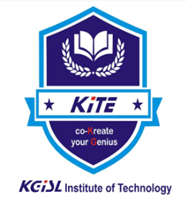 KiTE
co-Kreate
your Genius
KGiSL Institute of Technology